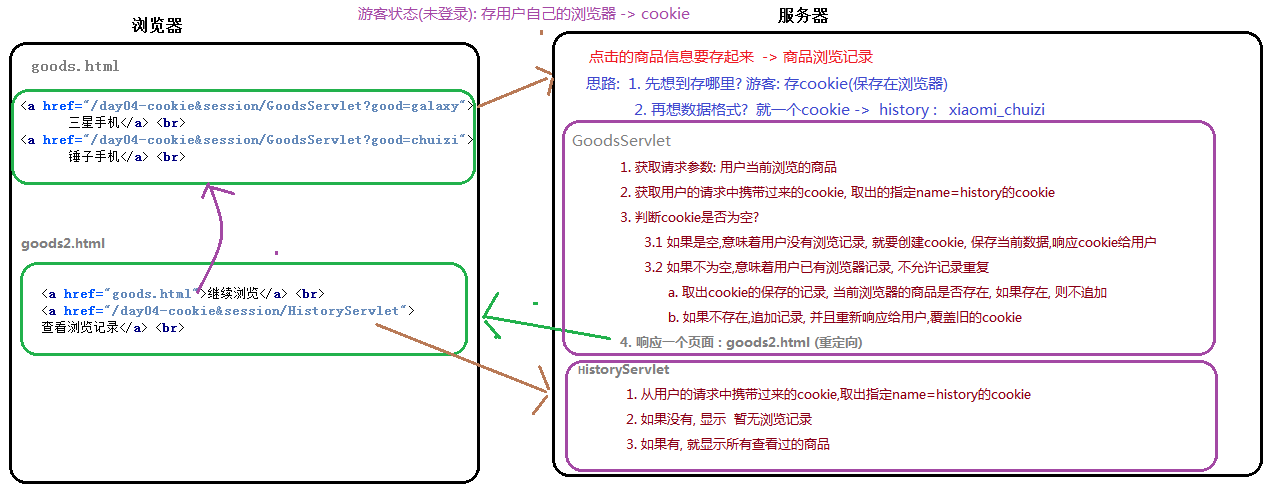 游客状态(未登录): 存用户自己的浏览器 -> cookie
浏览器
服务器
goods.html
<a href="/day04-cookie&session/GoodsServlet?good=galaxy">
三星手机</a> <br>
<a href="/day04-cookie&session/GoodsServlet?good=chuizi">
锤子手机</a> <br>
goods2.html
<a href="goods.html">继续浏览</a> <br>
<a href="/day04-cookie&session/HistoryServlet">
查看浏览记录</a> <br>
点击的商品信息要存起来 -> 商品浏览记录
思路: 1. 先想到存哪里? 游客: 存cookie(保存在浏览器)
2. 再想数据格式? 就一个cookie -> history : xiaomi_chuizi
GoodsServlet
1. 获取请求参数: 用户当前浏览的商品
2. 获取用户的请求中携带过来的cookie, 取出的指定name=history的cookie
3. 判断cookie是否为空?
3.1 如果是空,意味着用户没有浏览记录, 就要创建cookie, 保存当前数据,响应cookie给用户
3.2 如果不为空,意味着用户已有浏览器记录, 不允许记录重复
a. 取出cookie的保存的记录, 当前浏览器的商品是否存在, 如果存在, 则不追加
b. 如果不存在,追加记录, 并且重新响应给用户,覆盖旧的cookie
4. 响应一个页面 : goods2.html (重定向)
HistoryServlet
1. 从用户的请求中携带过来的cookie,取出指定name=history的cookie
2. 如果没有, 显示 暂无浏览记录
3. 如果有, 就显示所有查看过的商品